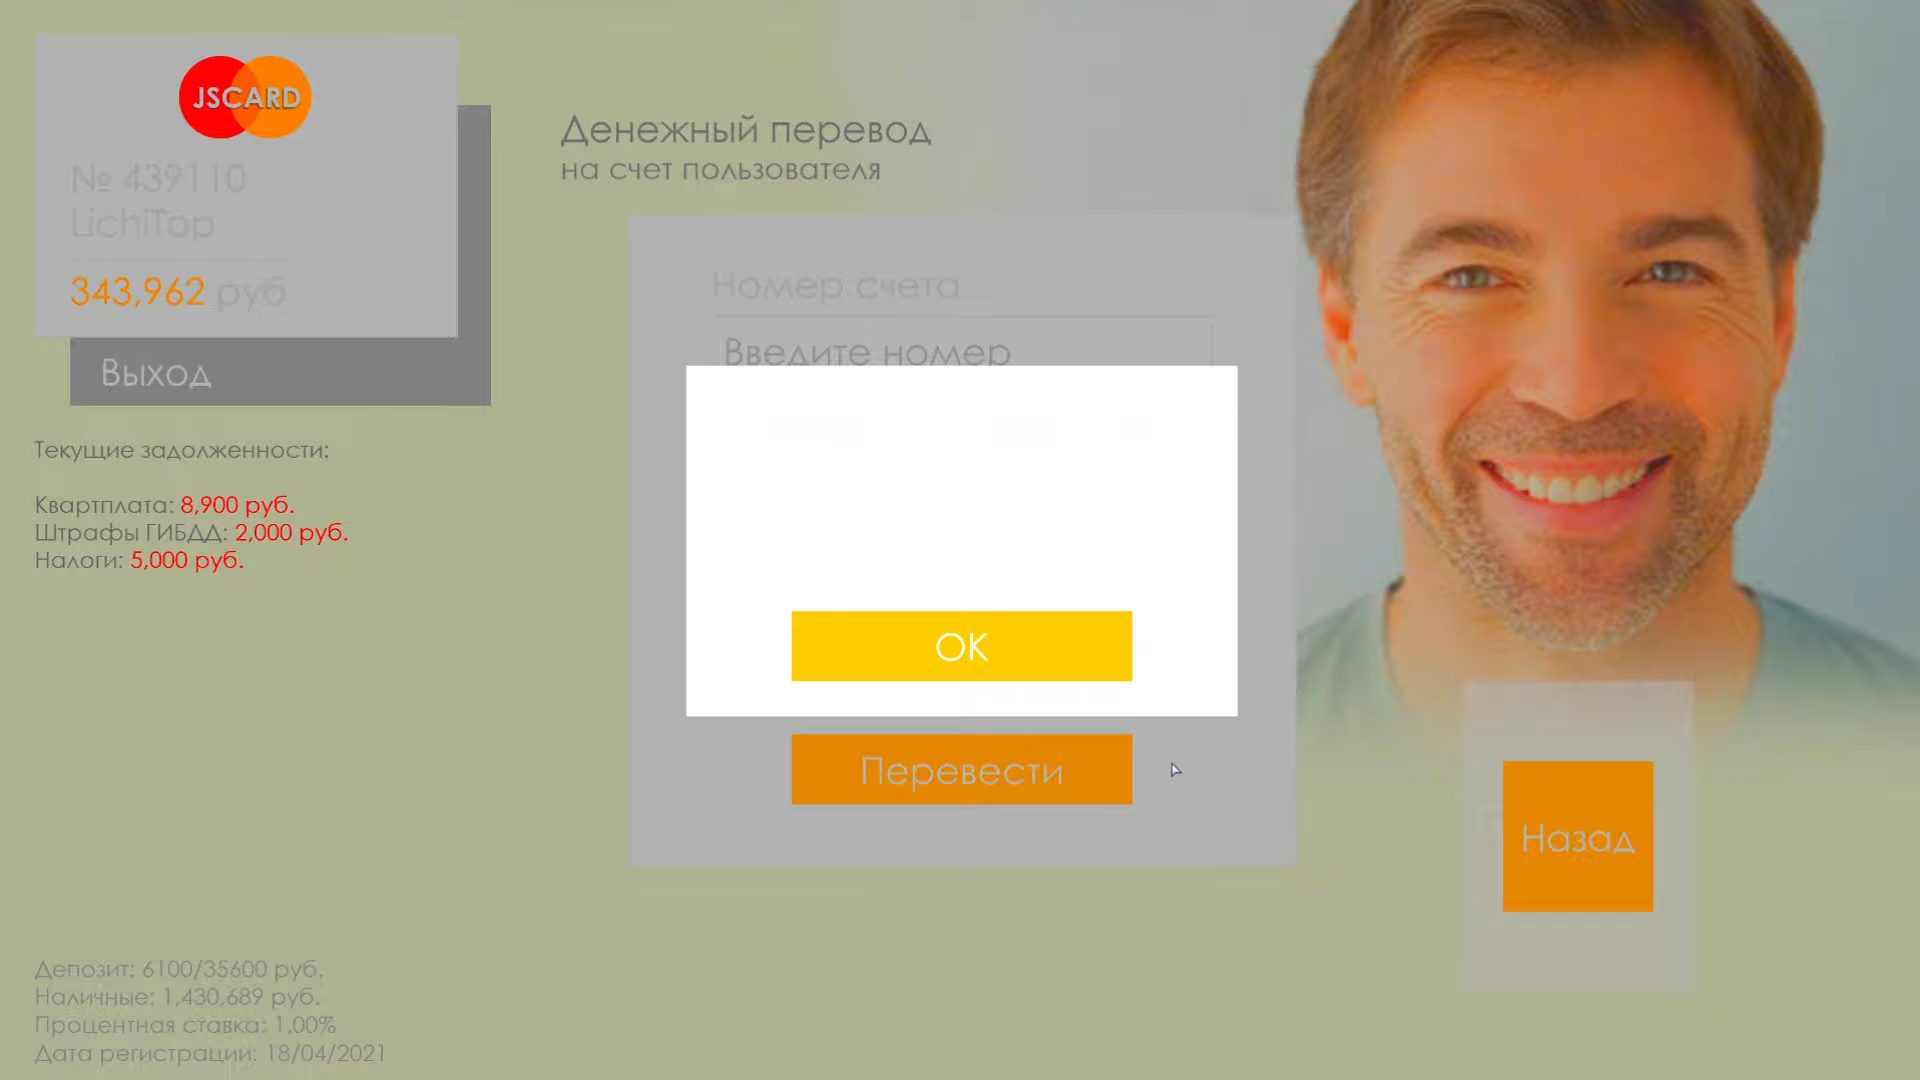 JSCARD
№ 439110
LichiTop
343,962 руб
Выход
Текущие задолженности:
Квартплата: 8,900 руб.
Штрафы ГИБДД: 2,000 руб.
Налоги: 5,000 руб.
Денежный перевод
на счет пользователя
Номер счета
Введите номер
OK
Перевести
Назад
Депозит: 6100/35600 руб.
Наличные: 1,430,689 руб.
Процентная ставка: 1.00%
Дата регистрации: 18/04/2021